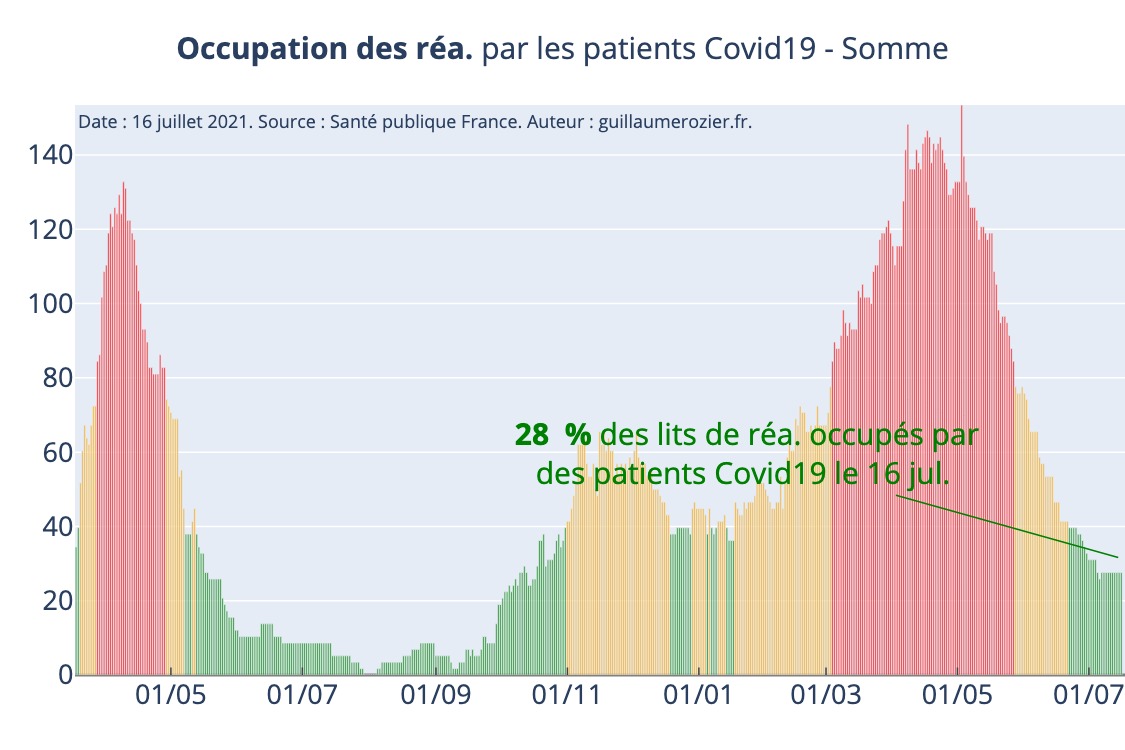 Occupation des réa. par les patients Covid19 - Somme
Date : 16 juillet 2021. Source : Santé publique France. Auteur : guillaumerozier.fr.
140
120
100
80
60
40
20
0
28 % des lits de réa. occupés par
des patients Covid19 le 16 jul.
01/05 01/07 01/09 01/11 01/01 01/03 01/05 01/07